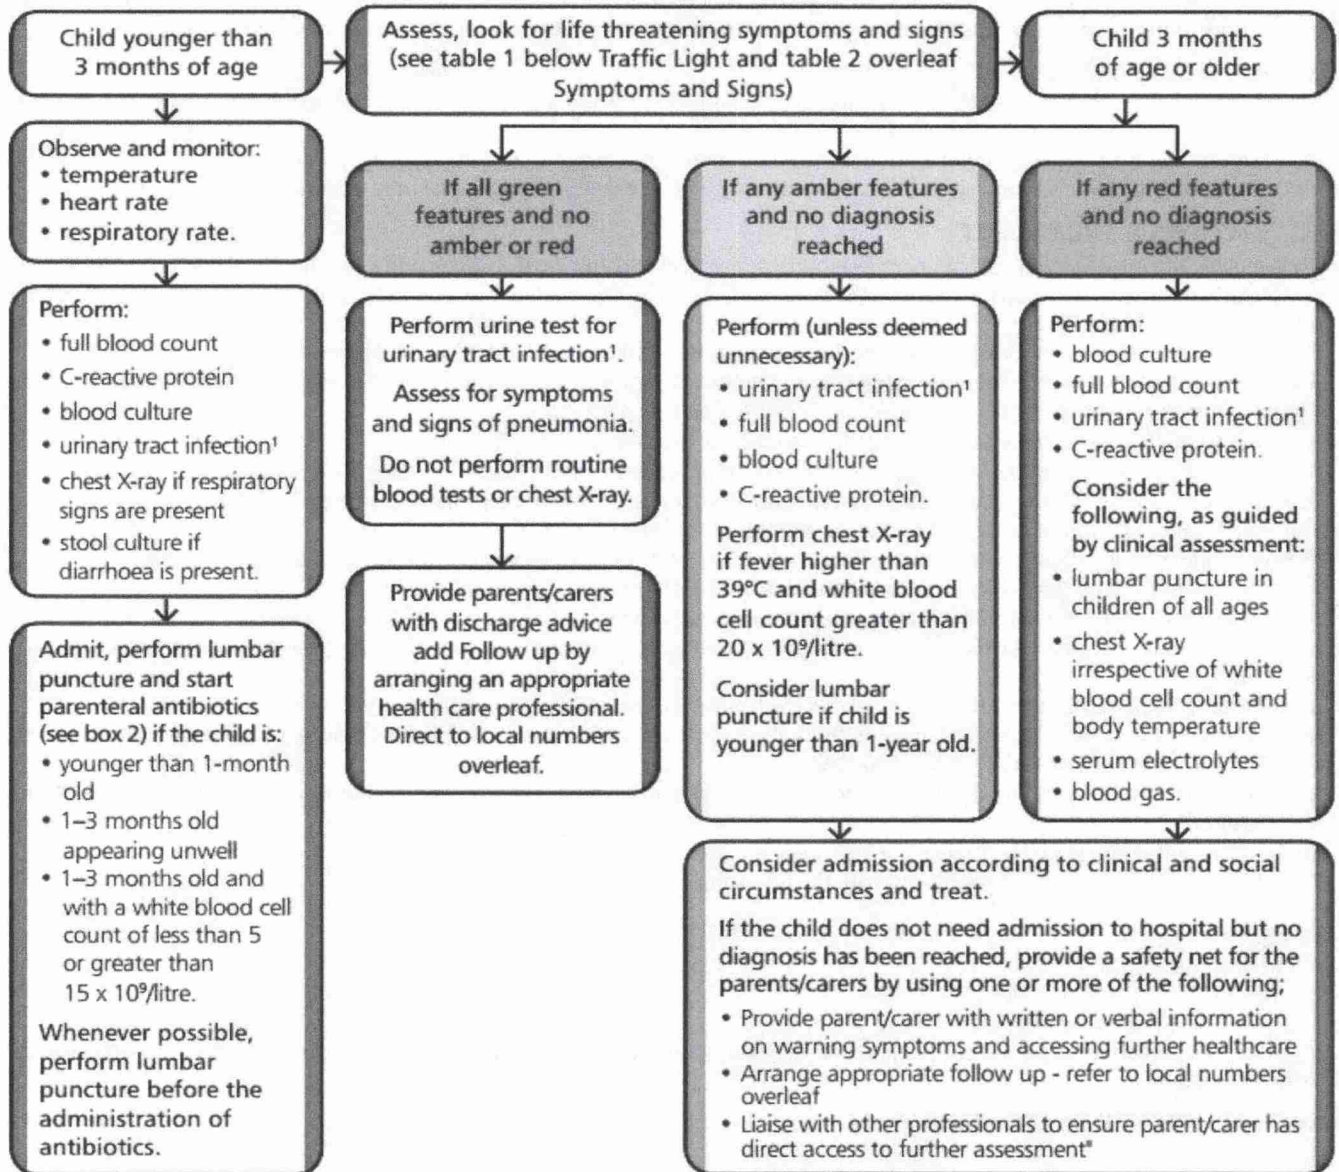 Child younger than
3 months of age
Assess, look for life threatening symptoms and signs
(see table 1 below Traffic Light and table 2 overleaf
Symptoms and Signs)
Child 3 months
of age or older
Observe and monitor:
• temperature
• heart rate
• respiratory rate.
Perform:
• full blood count
• C-reactive protein
• blood culture
• urinary tract infection¹
• chest X-ray if respiratory
signs are present
• stool culture if
diarrhoea is present.
Admit, perform lumbar
puncture and start
parenteral antibiotics
(see box 2) if the child is:
• younger than 1-month
old
• 1–3 months old
appearing unwell
• 1–3 months old and
with a white blood cell
count of less than 5
or greater than
15 x 10⁹/litre.
Whenever possible,
perform lumbar
puncture before the
administration of
antibiotics.
If all green
features and no
amber or red
Perform urine test for
urinary tract infection¹.
Assess for symptoms
and signs of pneumonia.
Do not perform routine
blood tests or chest X-ray.
Provide parents/carers
with discharge advice
add Follow up by
arranging an appropriate
health care professional.
Direct to local numbers
overleaf.
If any amber features
and no diagnosis
reached
Perform (unless deemed
unnecessary):
• urinary tract infection¹
• full blood count
• blood culture
• C-reactive protein.
Perform chest X-ray
if fever higher than
39°C and white blood
cell count greater than
20 x 10⁹/litre.
Consider lumbar
puncture if child is
younger than 1-year old.
If any red features
and no diagnosis
reached
Perform:
• blood culture
• full blood count
• urinary tract infection¹
• C-reactive protein.
Consider the
following, as guided
by clinical assessment:
• lumbar puncture in
children of all ages
• chest X-ray
irrespective of white
blood cell count and
body temperature
• serum electrolytes
• blood gas.
Consider admission according to clinical and social
circumstances and treat.
If the child does not need admission to hospital but no
diagnosis has been reached, provide a safety net for the
parents/carers by using one or more of the following;
• Provide parent/carer with written or verbal information
on warning symptoms and accessing further healthcare
• Arrange appropriate follow up - refer to local numbers
overleaf
• Liaise with other professionals to ensure parent/carer has
direct access to further assessment"